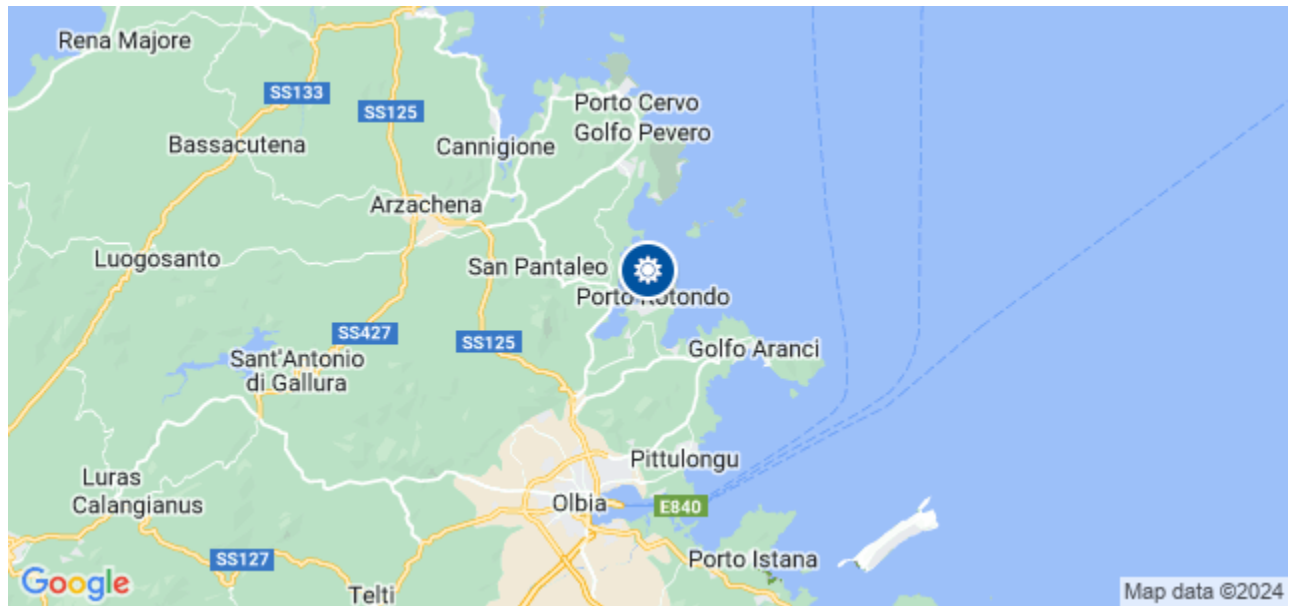 Rena Majore
SS133
SS125
Porto Cervo
Golfo Pevero
Bassacutena
Cannigione
Arzachena
Luogosanto
San Pantaleo
Porto Rotondo
SS427
SS125
Golfo Aranci
Sant'Antonio
di Gallura
Pittulongu
Luras
Calangianus
Olbia
E840
SS127
Porto Istana
Google
Telti
Map data ©2024